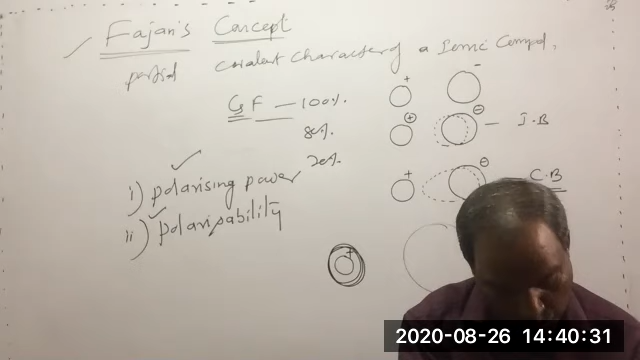 Fajan's Concept
partial covalent character of a Ionic Compd.
Cs F — 100%.
80%.
20%.
i) polarising power
ii) polarisability
+ -
+ - I.B
+ - C.B
+
2020-08-26 14:40:31